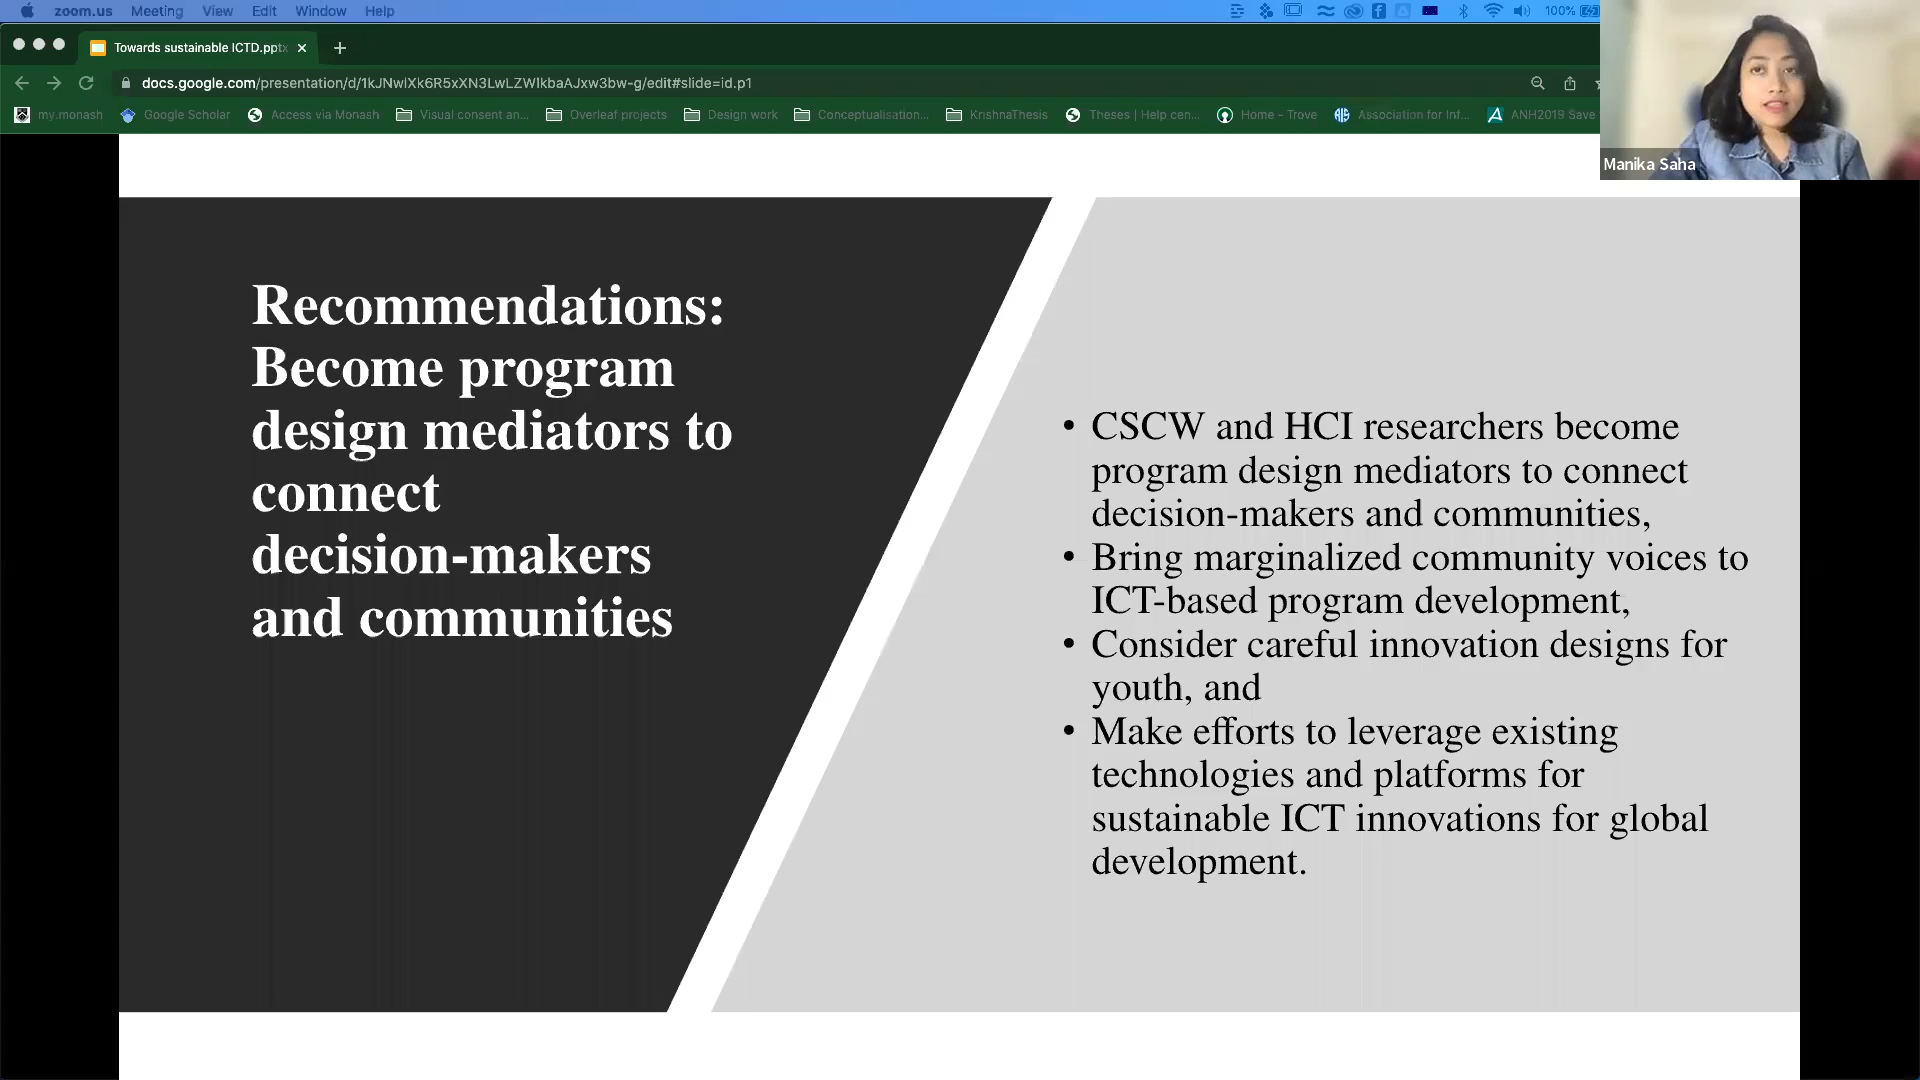 zoom.us Meeting View Edit Window Help 100%
Towards sustainable ICTD.pptx
docs.google.com/presentation/d/1kJNwlXk6R5xXN3LwLZWlkbaAJxw3bw-g/edit#slide=id.p1
my.monash Google Scholar Access via Monash Visual consent an... Overleaf projects Design work Conceptualisation... KrishnaThesis Theses | Help cen... Home – Trove Association for Inf... ANH2019 Save
Manika Saha
Recommendations:
Become program
design mediators to
connect
decision-makers
and communities
• CSCW and HCI researchers become
program design mediators to connect
decision-makers and communities,
• Bring marginalized community voices to
ICT-based program development,
• Consider careful innovation designs for
youth, and
• Make efforts to leverage existing
technologies and platforms for
sustainable ICT innovations for global
development.